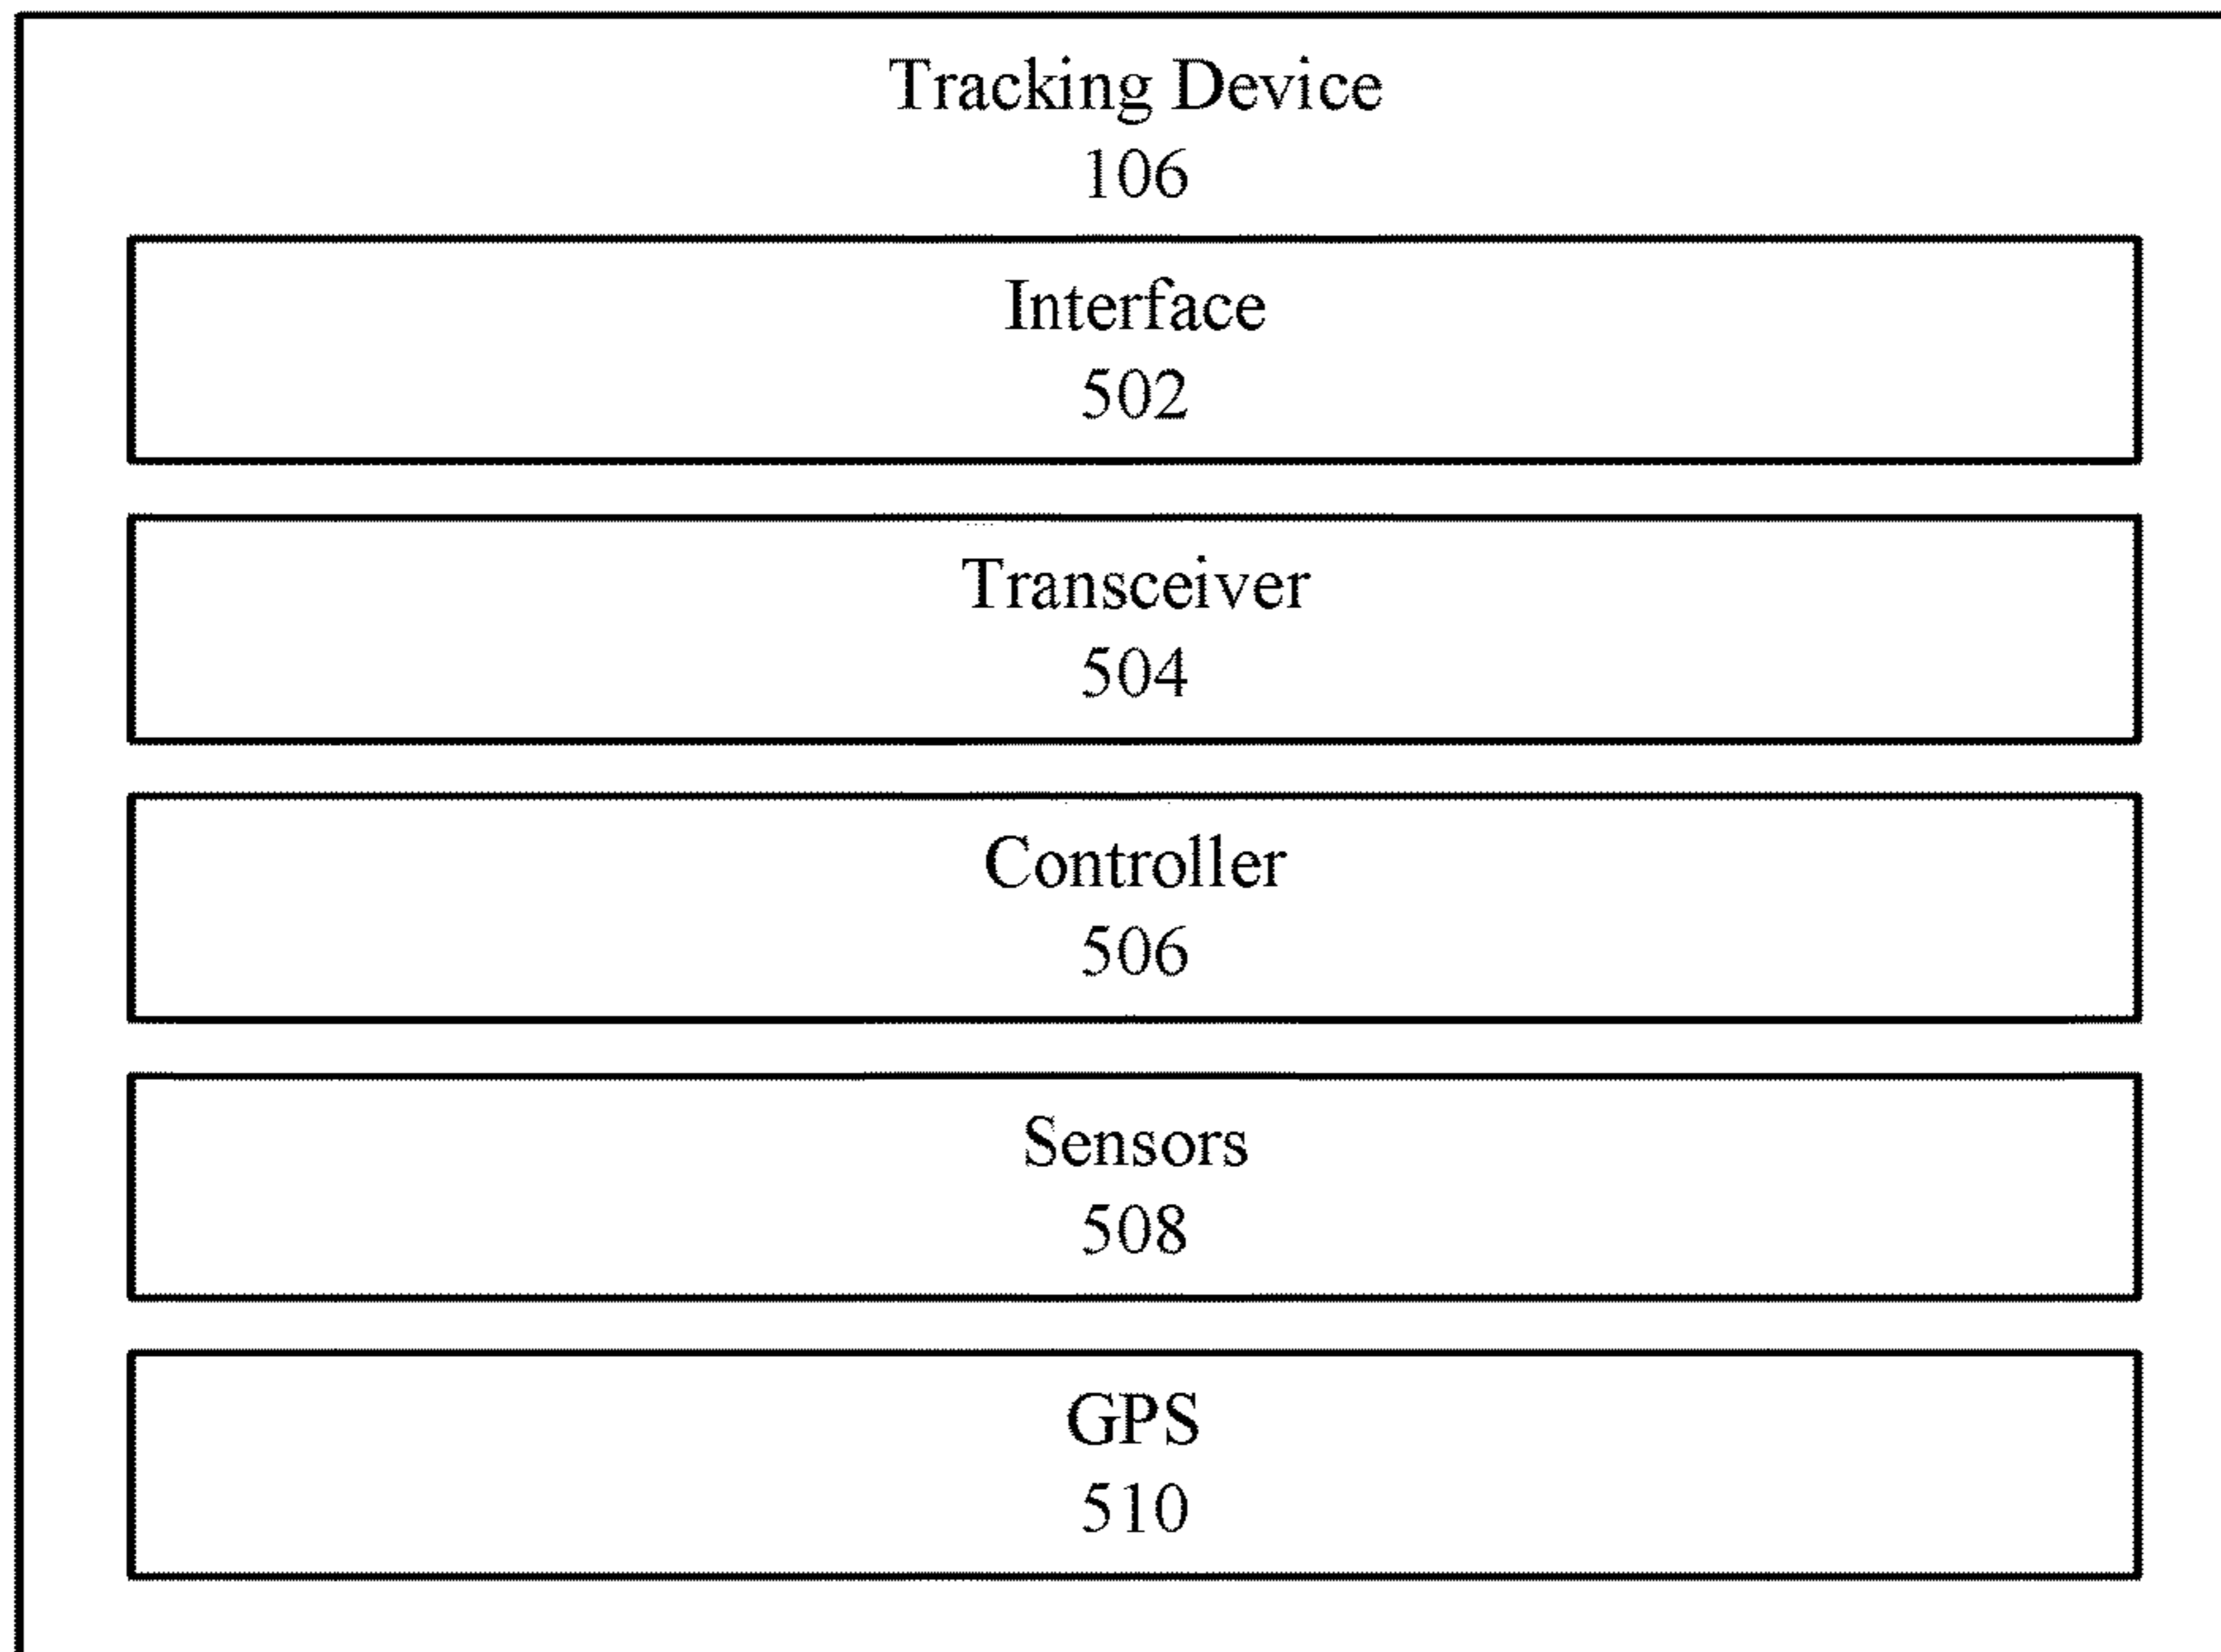 Tracking Device
106
Interface
502
Transceiver
504
Controller
506
Sensors
508
GPS
510